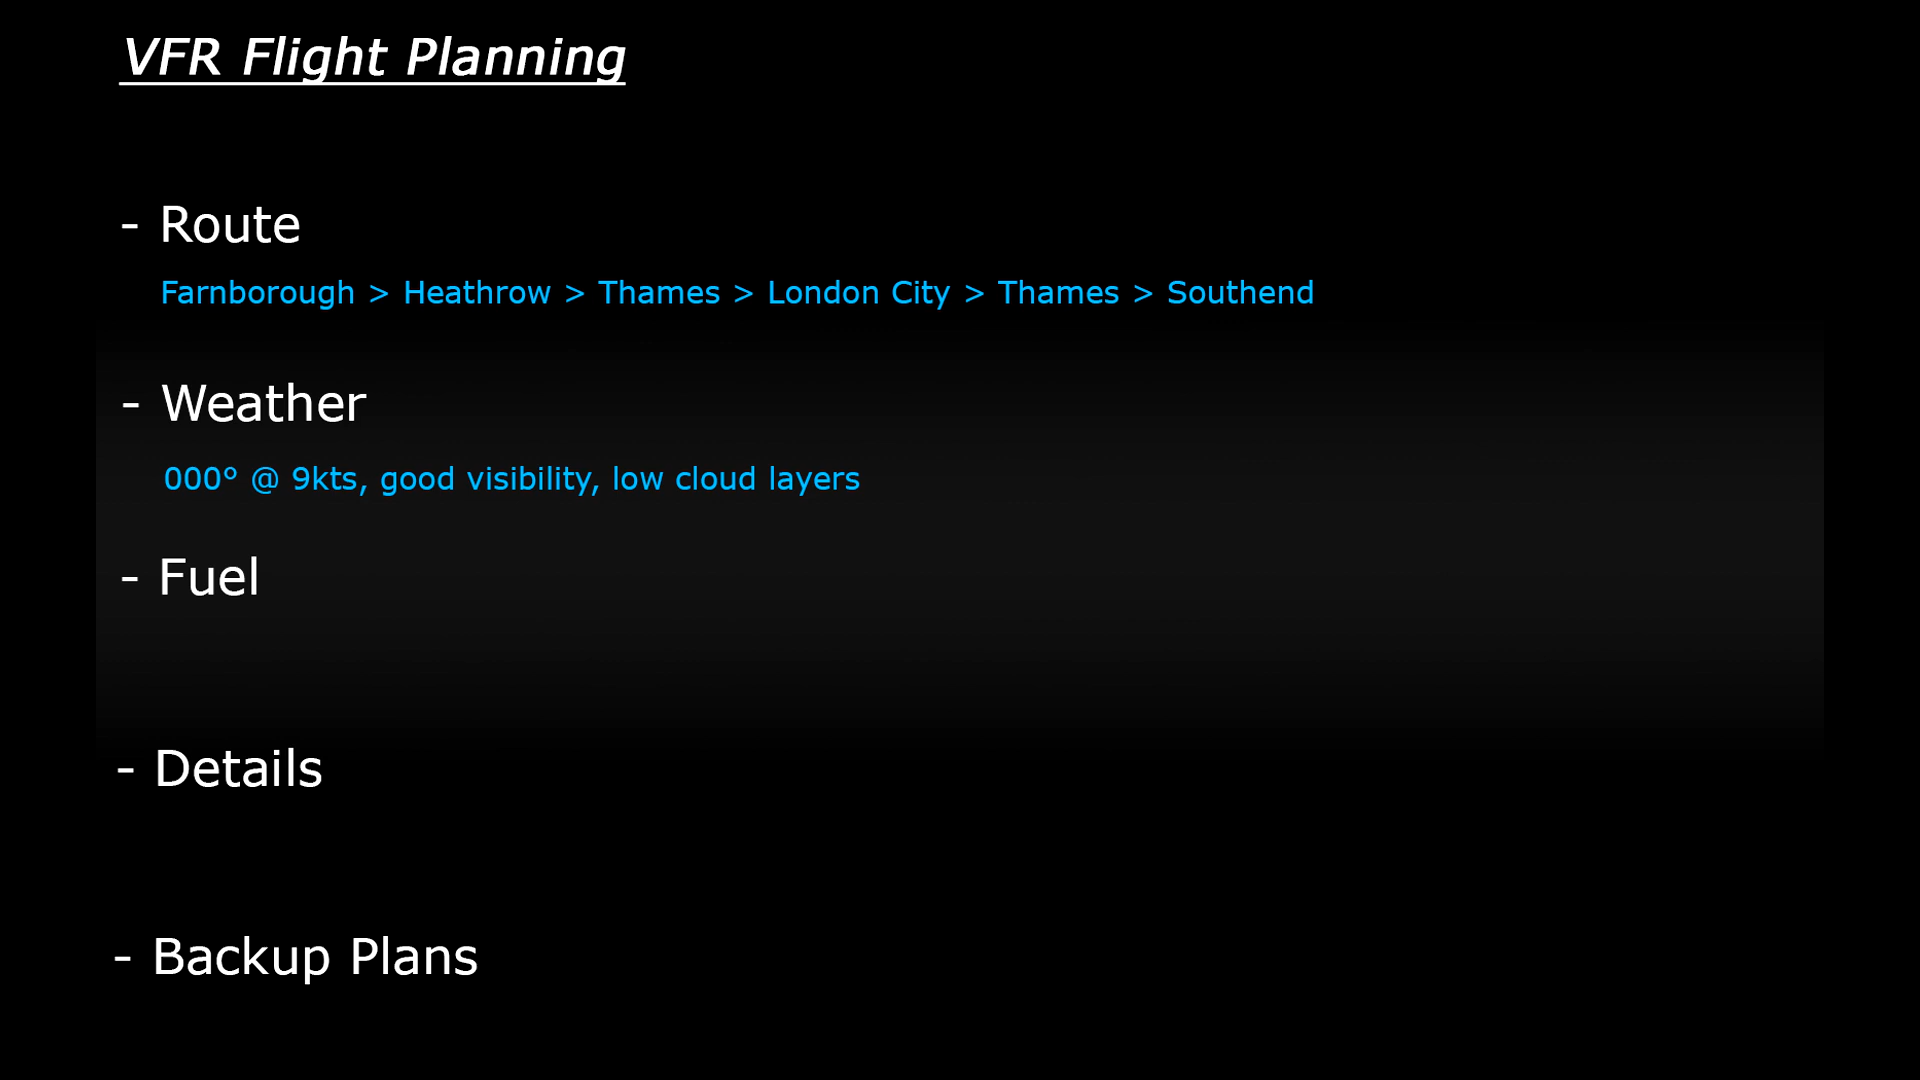 VFR Flight Planning
- Route
Farnborough > Heathrow > Thames > London City > Thames > Southend
- Weather
000° @ 9kts, good visibility, low cloud layers
- Fuel
- Details
- Backup Plans